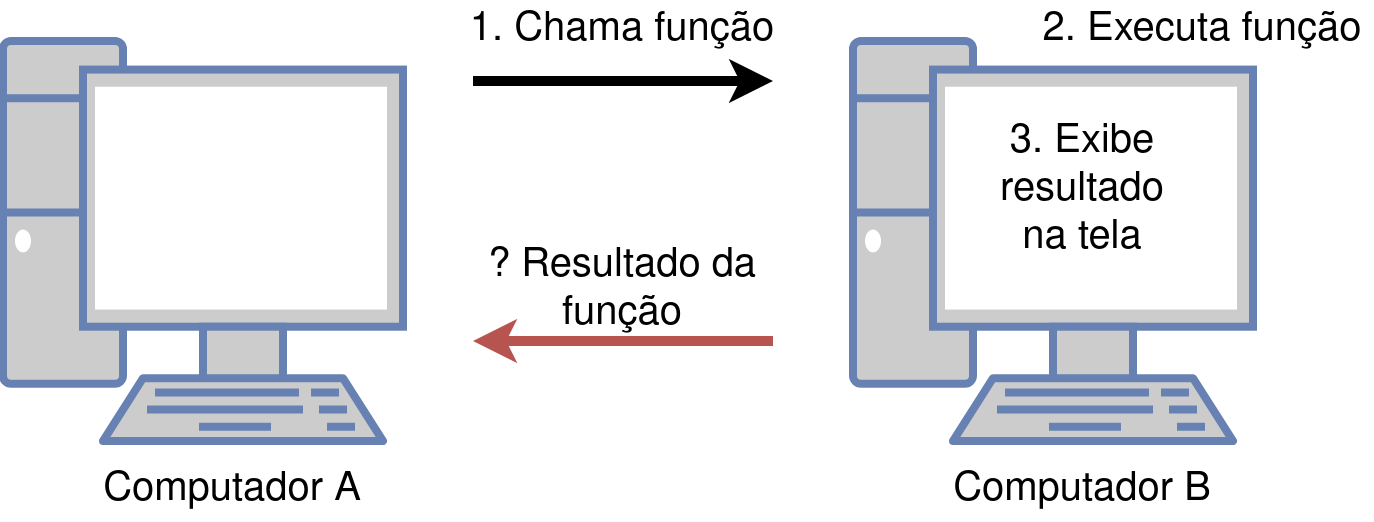 1. Chama função
2. Executa função
3. Exibe
resultado
na tela
? Resultado da
função
Computador A
Computador B